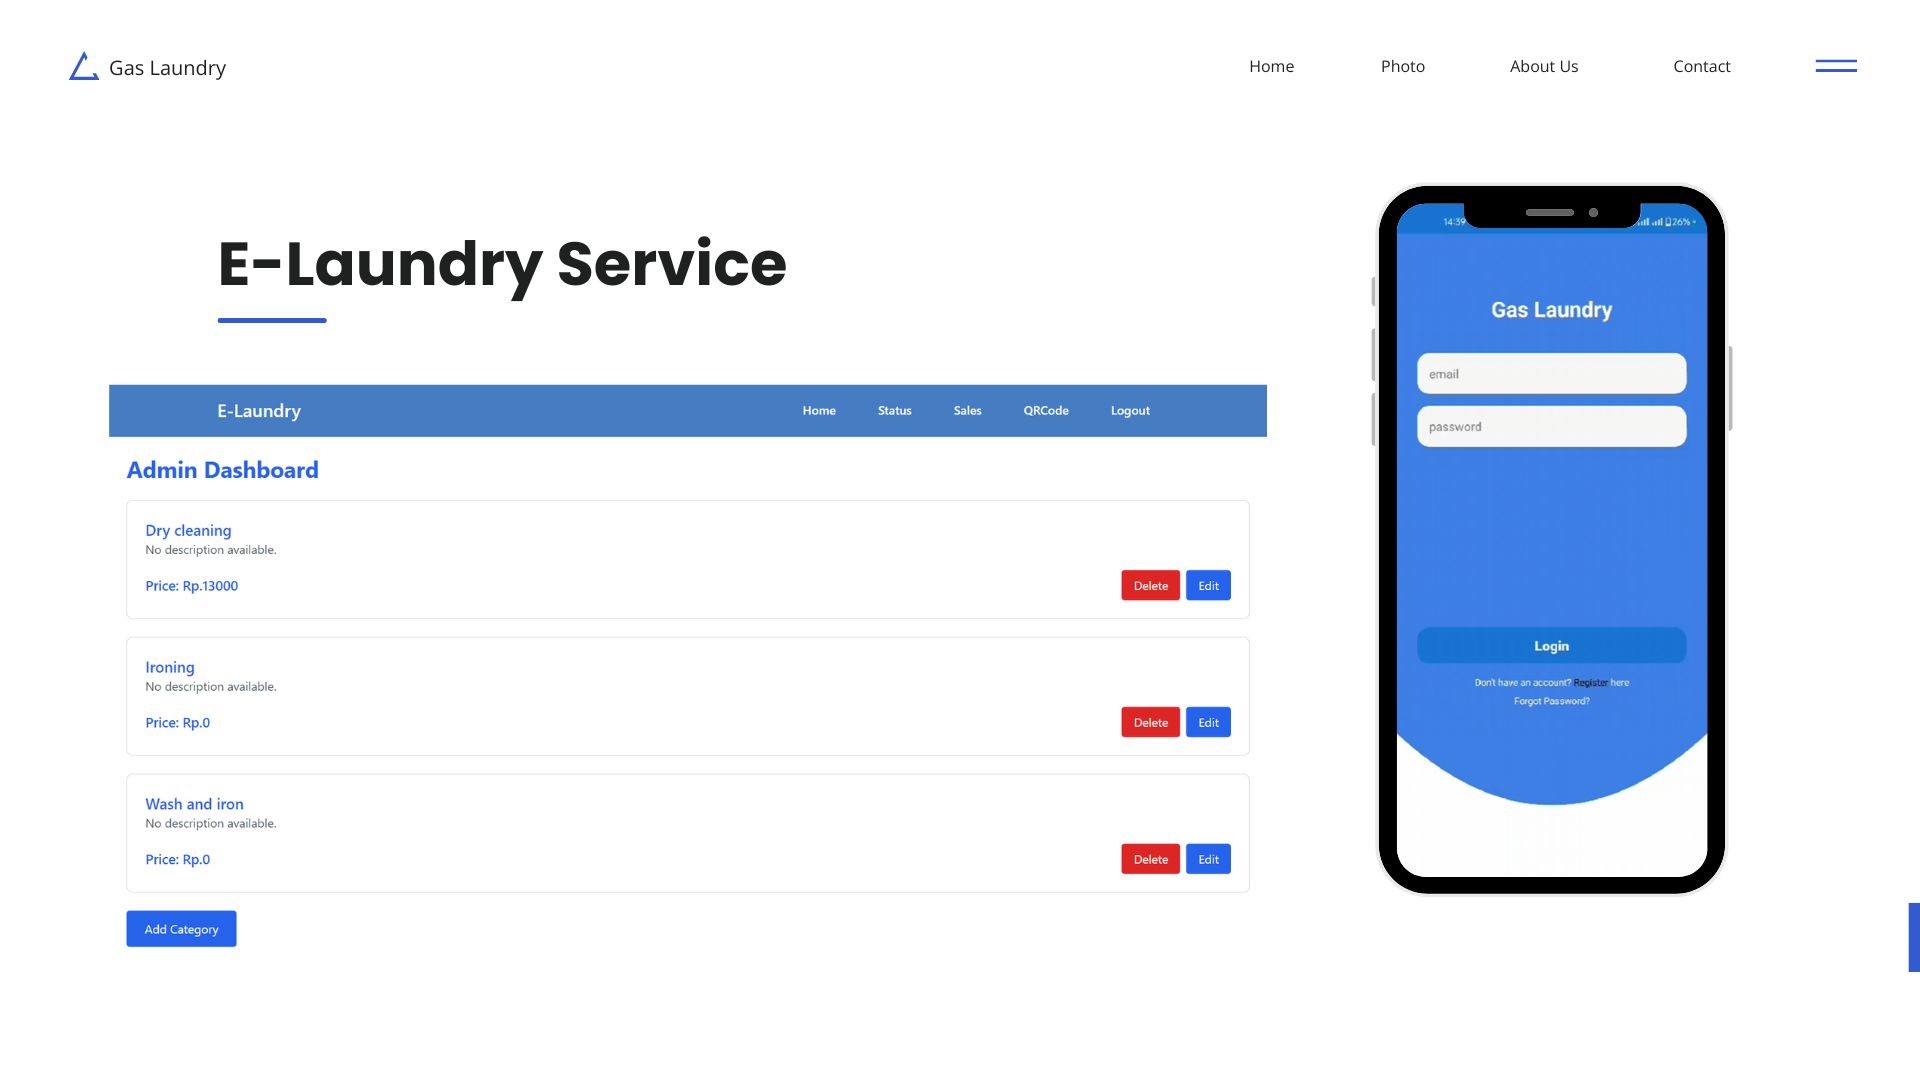 Gas Laundry
Home Photo About Us Contact
E-Laundry Service
E-Laundry
Home Status Sales QRCode Logout
Admin Dashboard
Dry cleaning
No description available.
Price: Rp.13000
Delete Edit
Ironing
No description available.
Price: Rp.0
Delete Edit
Wash and iron
No description available.
Price: Rp.0
Delete Edit
Add Category
14:39 26%
Gas Laundry
email
password
Login
Don't have an account? Register here
Forgot Password?